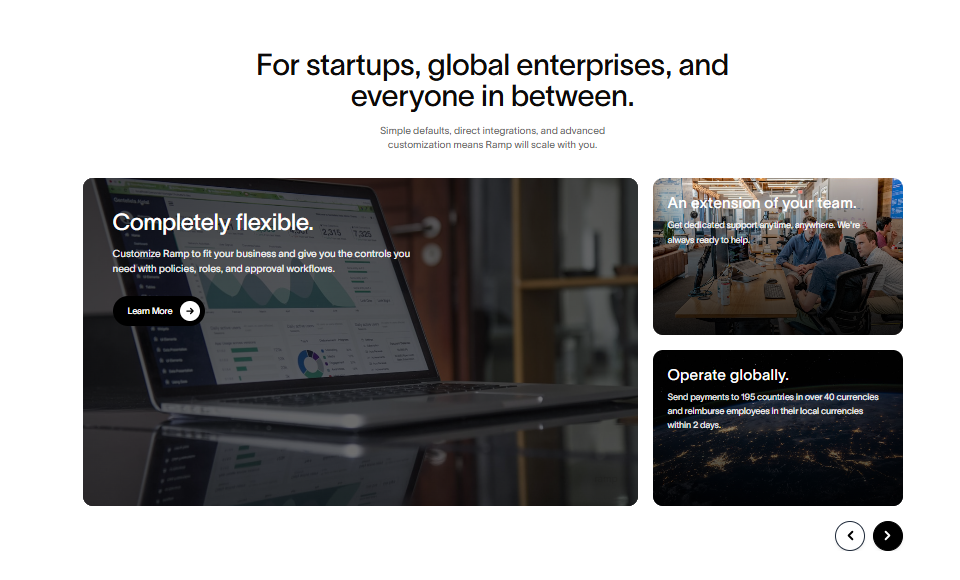 For startups, global enterprises, and
everyone in between.
Simple defaults, direct integrations, and advanced
customization means Ramp will scale with you.
Completely flexible.
Customize Ramp to fit your business and give you the controls you
need with policies, roles, and approval workflows.
Learn More
3,315
7,325
An extension of your team.
Get dedicated support anytime, anywhere. We're
always ready to help.
Operate globally.
Send payments to 195 countries in over 40 currencies
and reimburse employees in their local currencies
within 2 days.